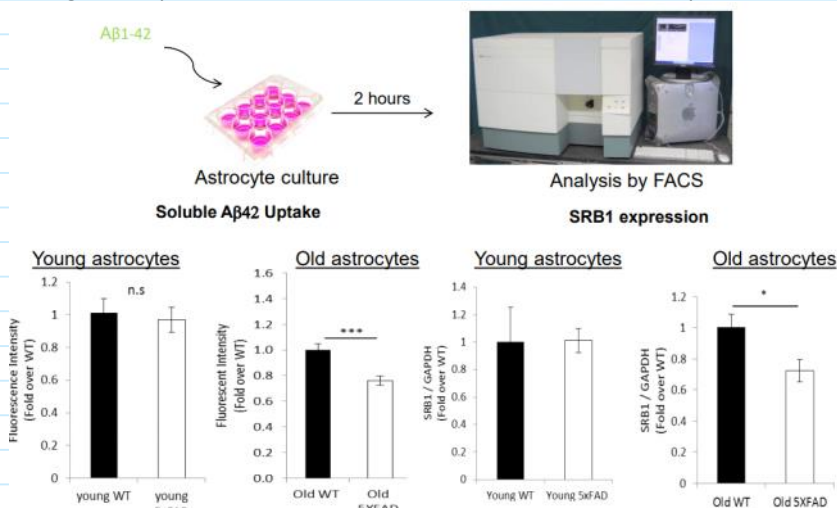 Aβ1-42
2 hours
Astrocyte culture
Analysis by FACS
Soluble Aβ42 Uptake
SRB1 expression
Young astrocytes
Fluorescence Intensity
(Fold over WT)
1.2
1
0.8
0.6
0.4
0.2
0
n.s
young WT
young
Old astrocytes
Fluorescent Intensity
(Fold over WT)
1.6
1.4
1.2
1.0
0.8
0.6
0.4
0.2
0.0
***
Old WT
Old
5XFAD
Young astrocytes
SRB1 / GAPDH
(Fold over WT)
1.4
1.2
1
0.8
0.6
0.4
0.2
0
Young WT
Young 5xFAD
Old astrocytes
SRB1 / GAPDH
(Fold over WT)
1.2
1
0.8
0.6
0.4
0.2
0
*
Old WT
Old 5XFAD